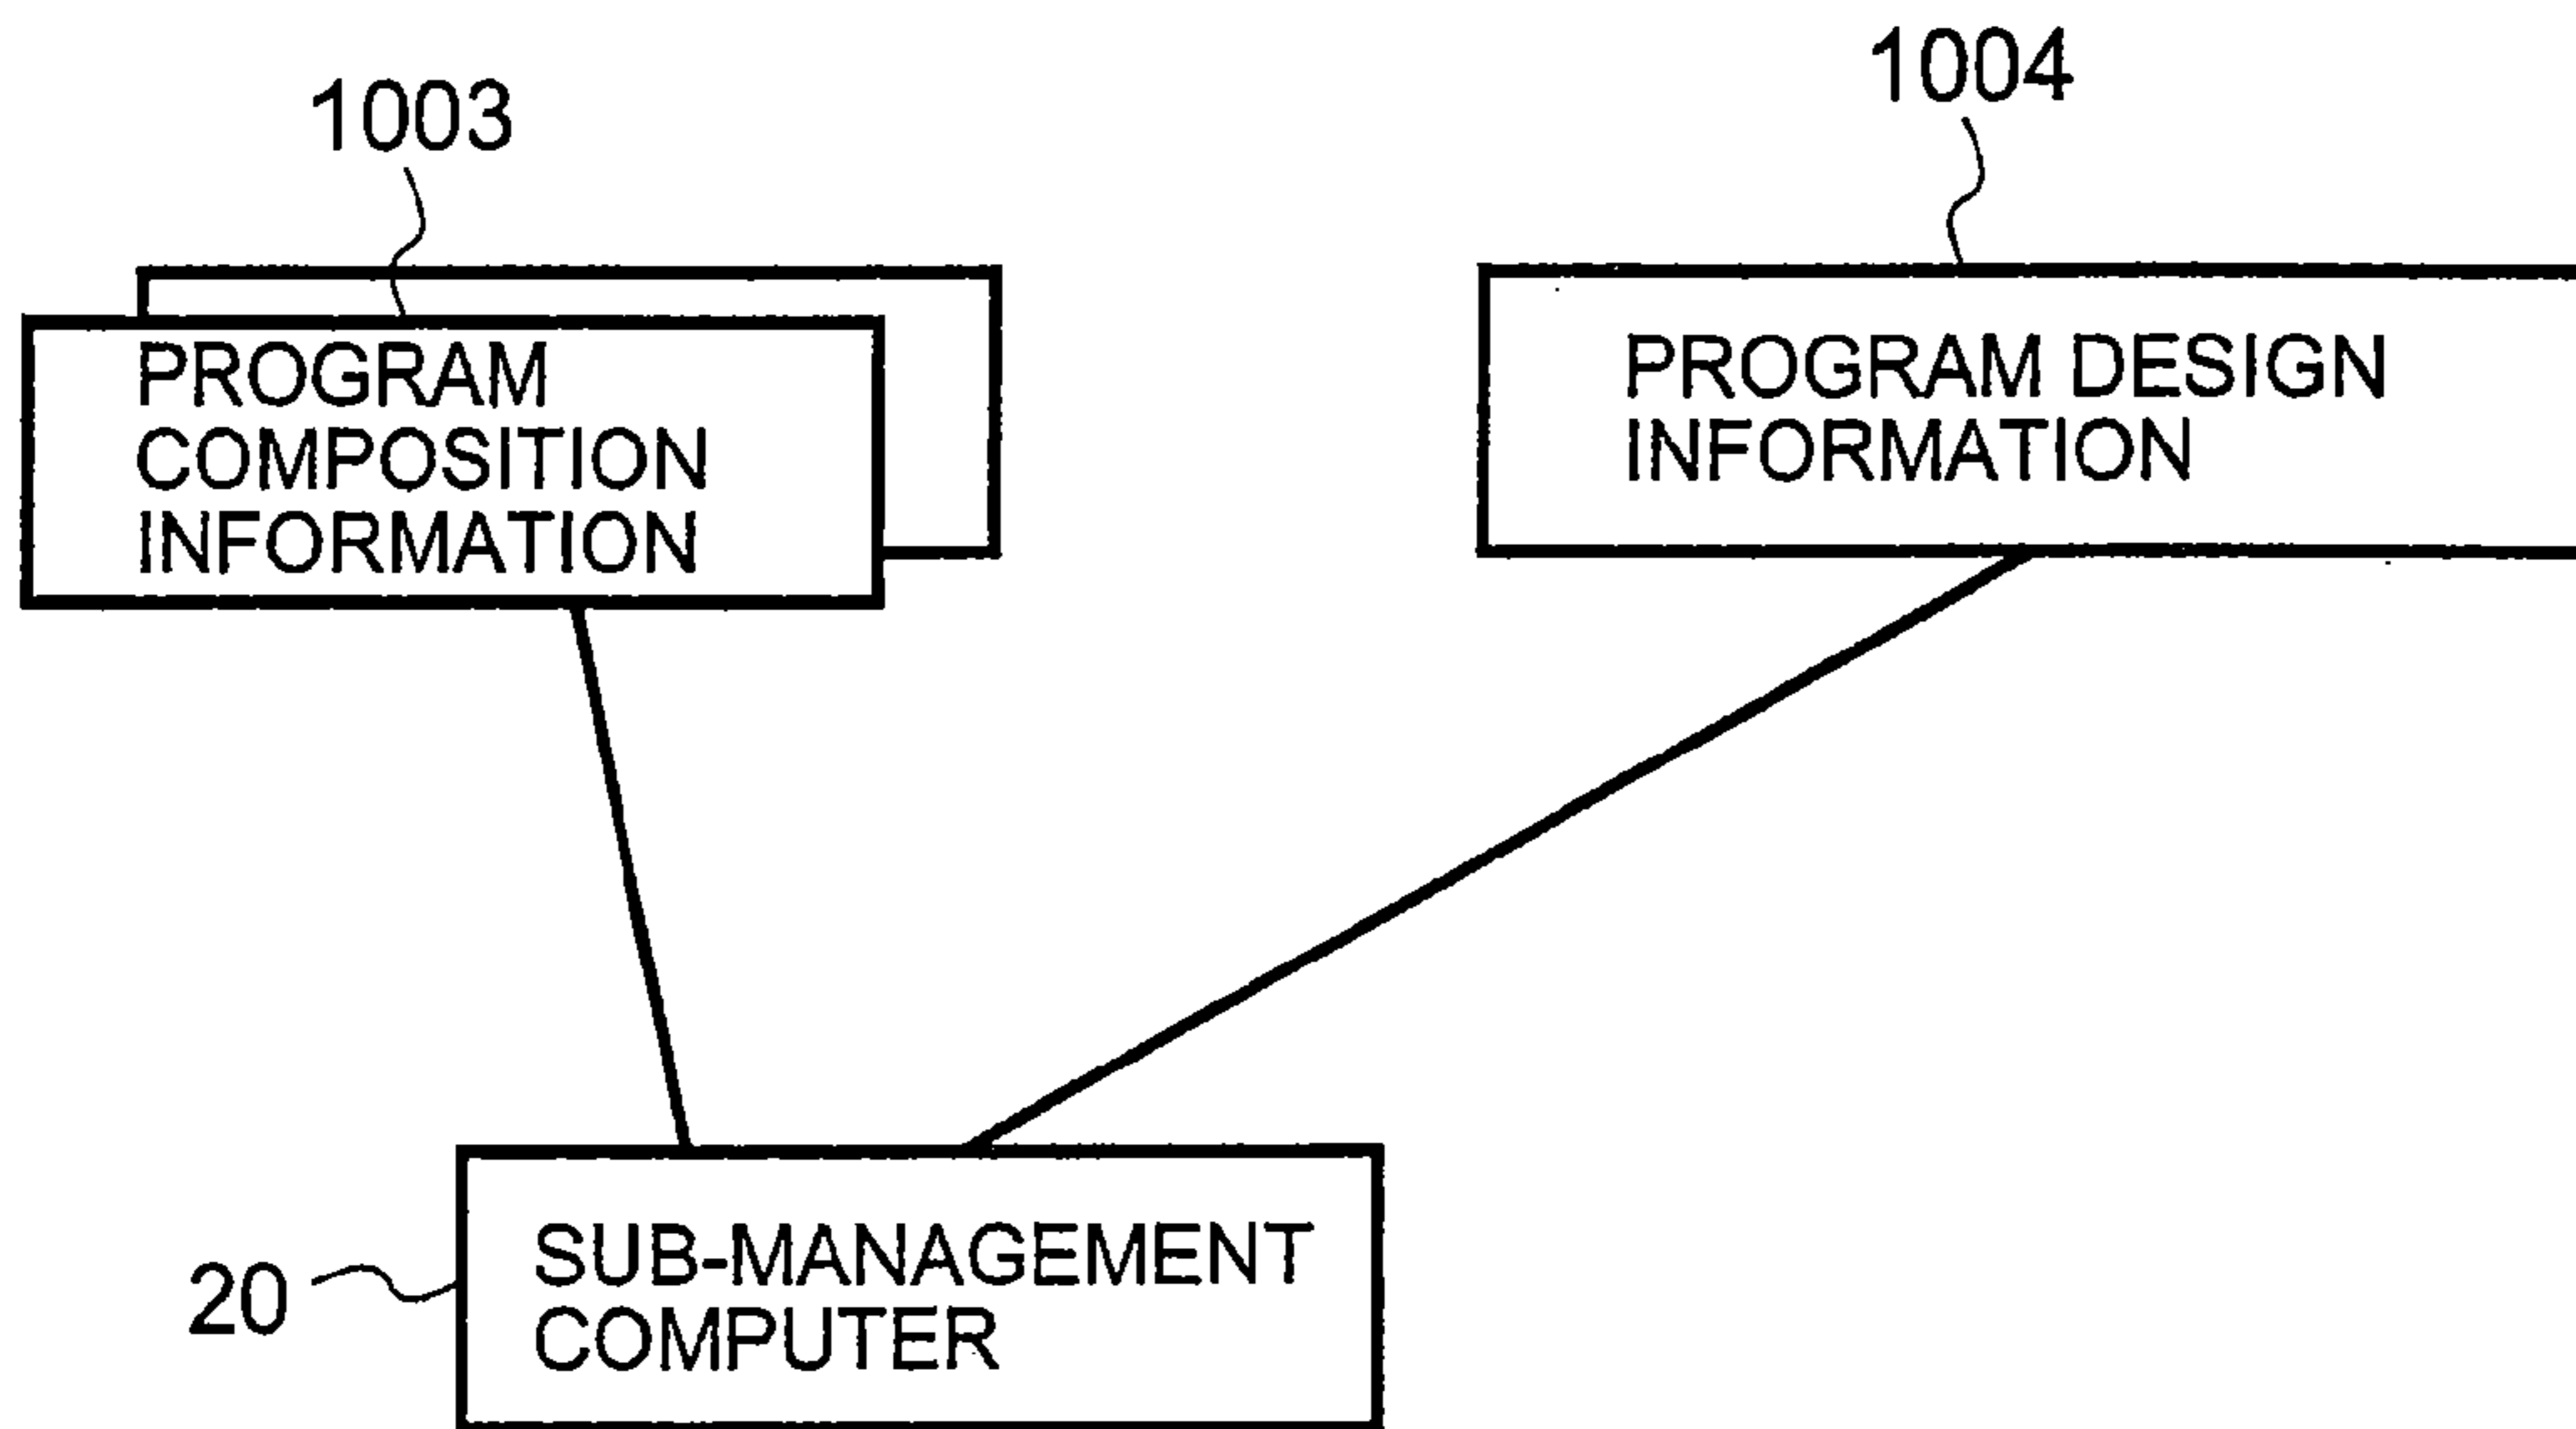 1003
1004
PROGRAM
COMPOSITION
INFORMATION
PROGRAM DESIGN
INFORMATION
20
SUB-MANAGEMENT
COMPUTER